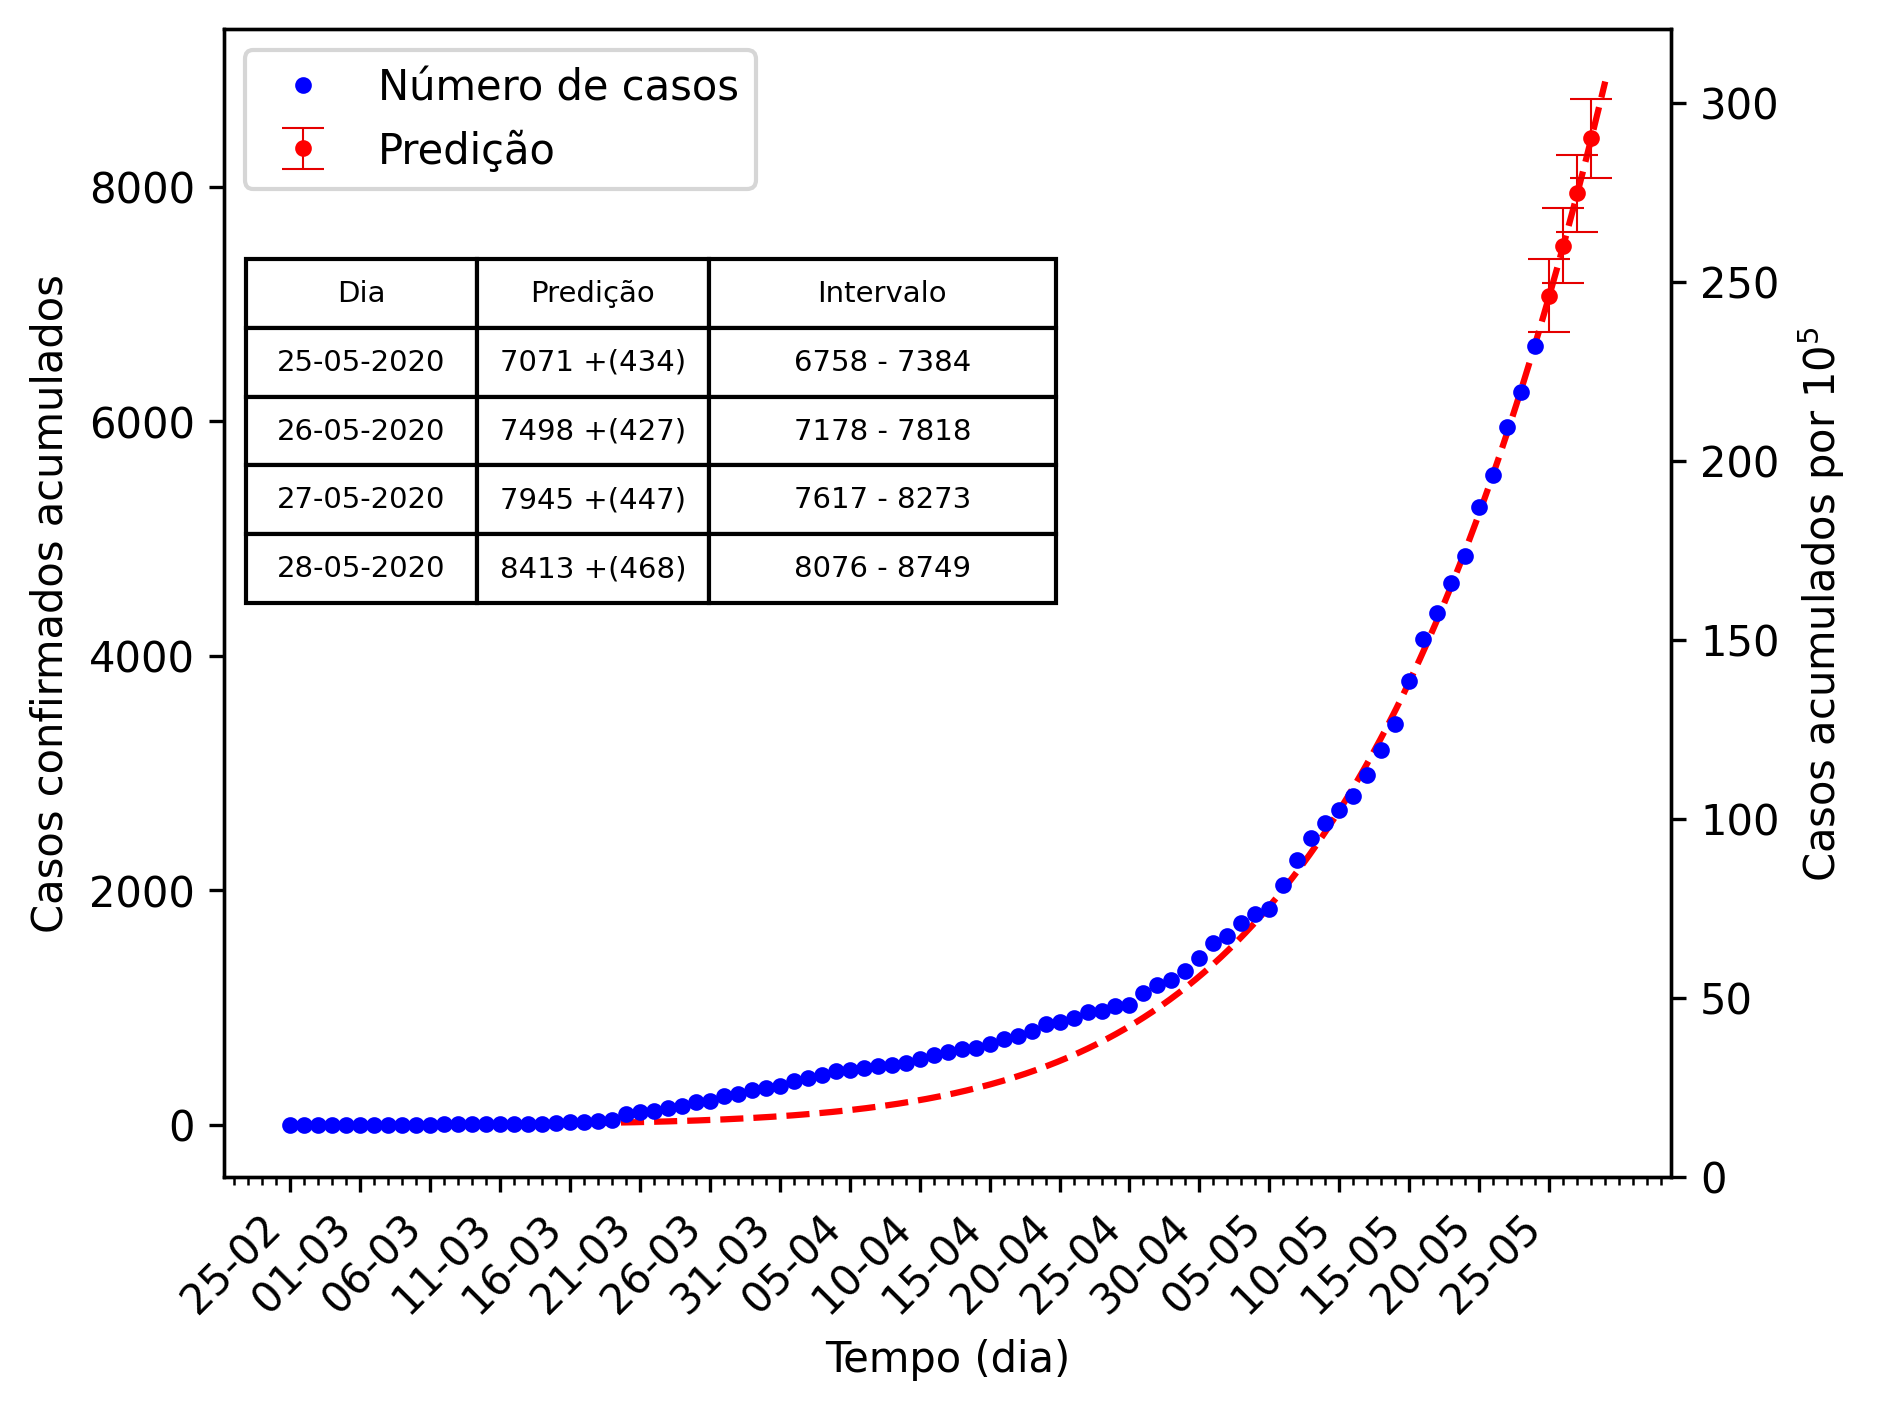 Número de casos
Predição
Dia Predição Intervalo
25-05-2020 7071 +(434) 6758 - 7384
26-05-2020 7498 +(427) 7178 - 7818
27-05-2020 7945 +(447) 7617 - 8273
28-05-2020 8413 +(468) 8076 - 8749
Casos confirmados acumulados
8000
6000
4000
2000
0
300
250
200
150
100
50
0
Casos acumulados por 10⁵
25-02 01-03 06-03 11-03 16-03 21-03 26-03 31-03 05-04 10-04 15-04 20-04 25-04 30-04 05-05 10-05 15-05 20-05 25-05
Tempo (dia)